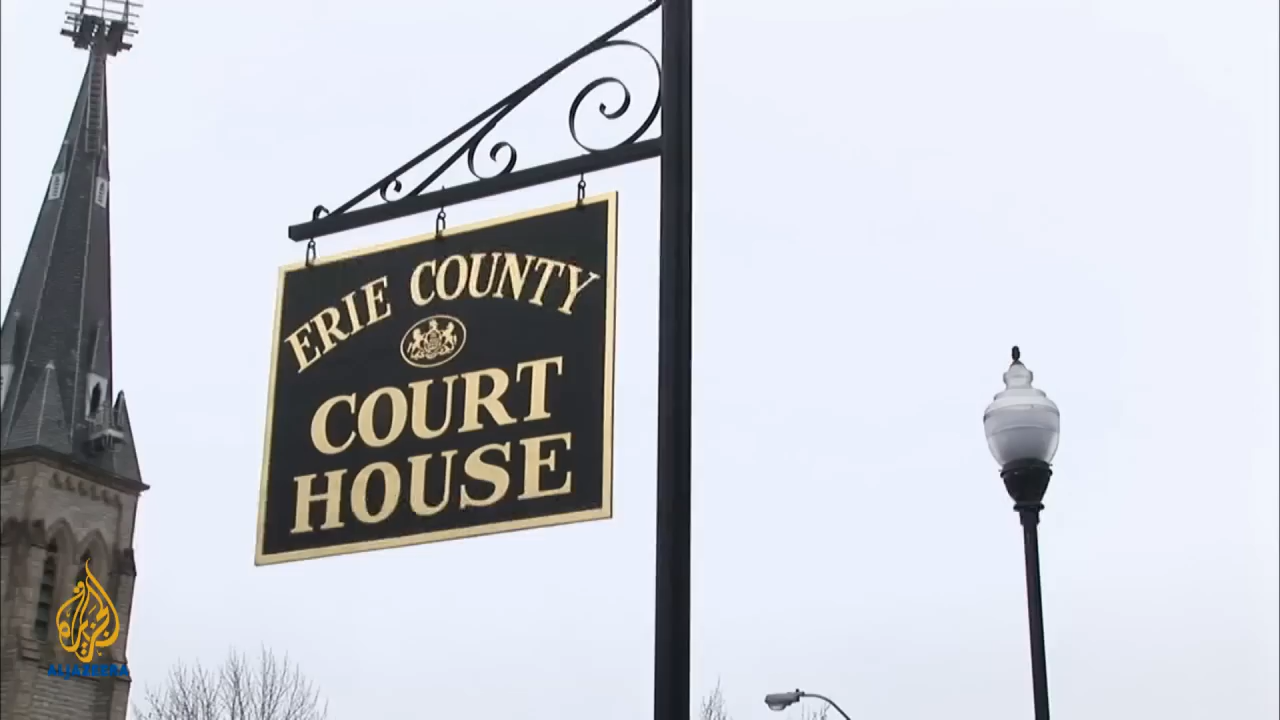 ERIE COUNTY
COURT
HOUSE
الجزيرة
ALJAZEERA